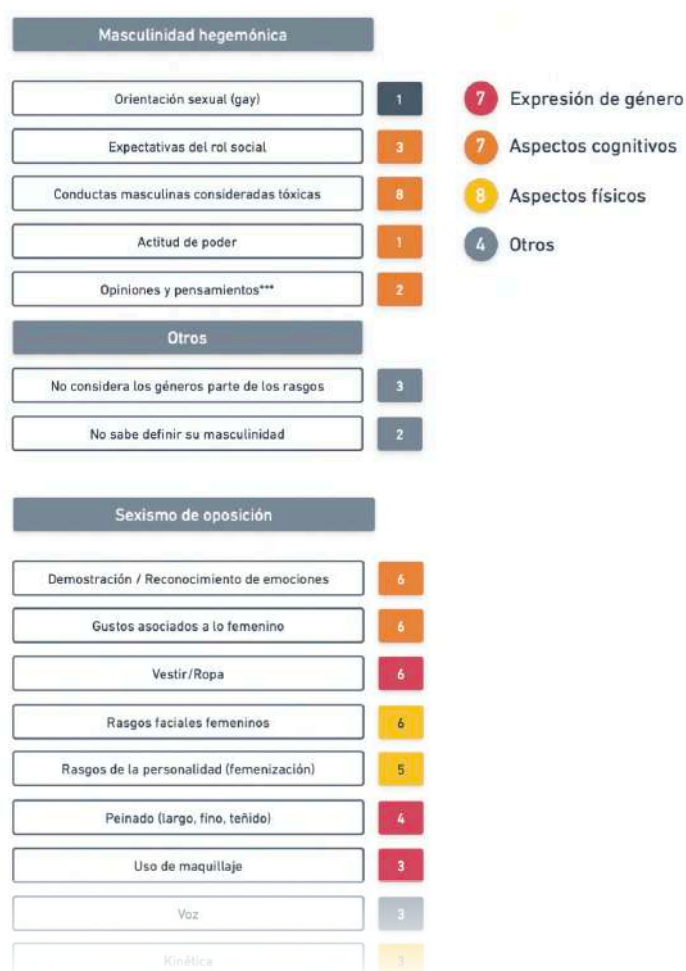 Masculinidad hegemónica
Orientación sexual (gay) 1
Expectativas del rol social 3
Conductas masculinas consideradas tóxicas 8
Actitud de poder 1
Opiniones y pensamientos*** 2
Otros
No considera los géneros parte de los rasgos 3
No sabe definir su masculinidad 2
7 Expresión de género
7 Aspectos cognitivos
8 Aspectos físicos
4 Otros
Sexismo de oposición
Demostración / Reconocimiento de emociones 6
Gustos asociados a lo femenino 6
Vestir/Ropa 6
Rasgos faciales femeninos 6
Rasgos de la personalidad (femenización) 5
Peinado (largo, fino, teñido) 4
Uso de maquillaje 3
Voz 3
Kinética 3